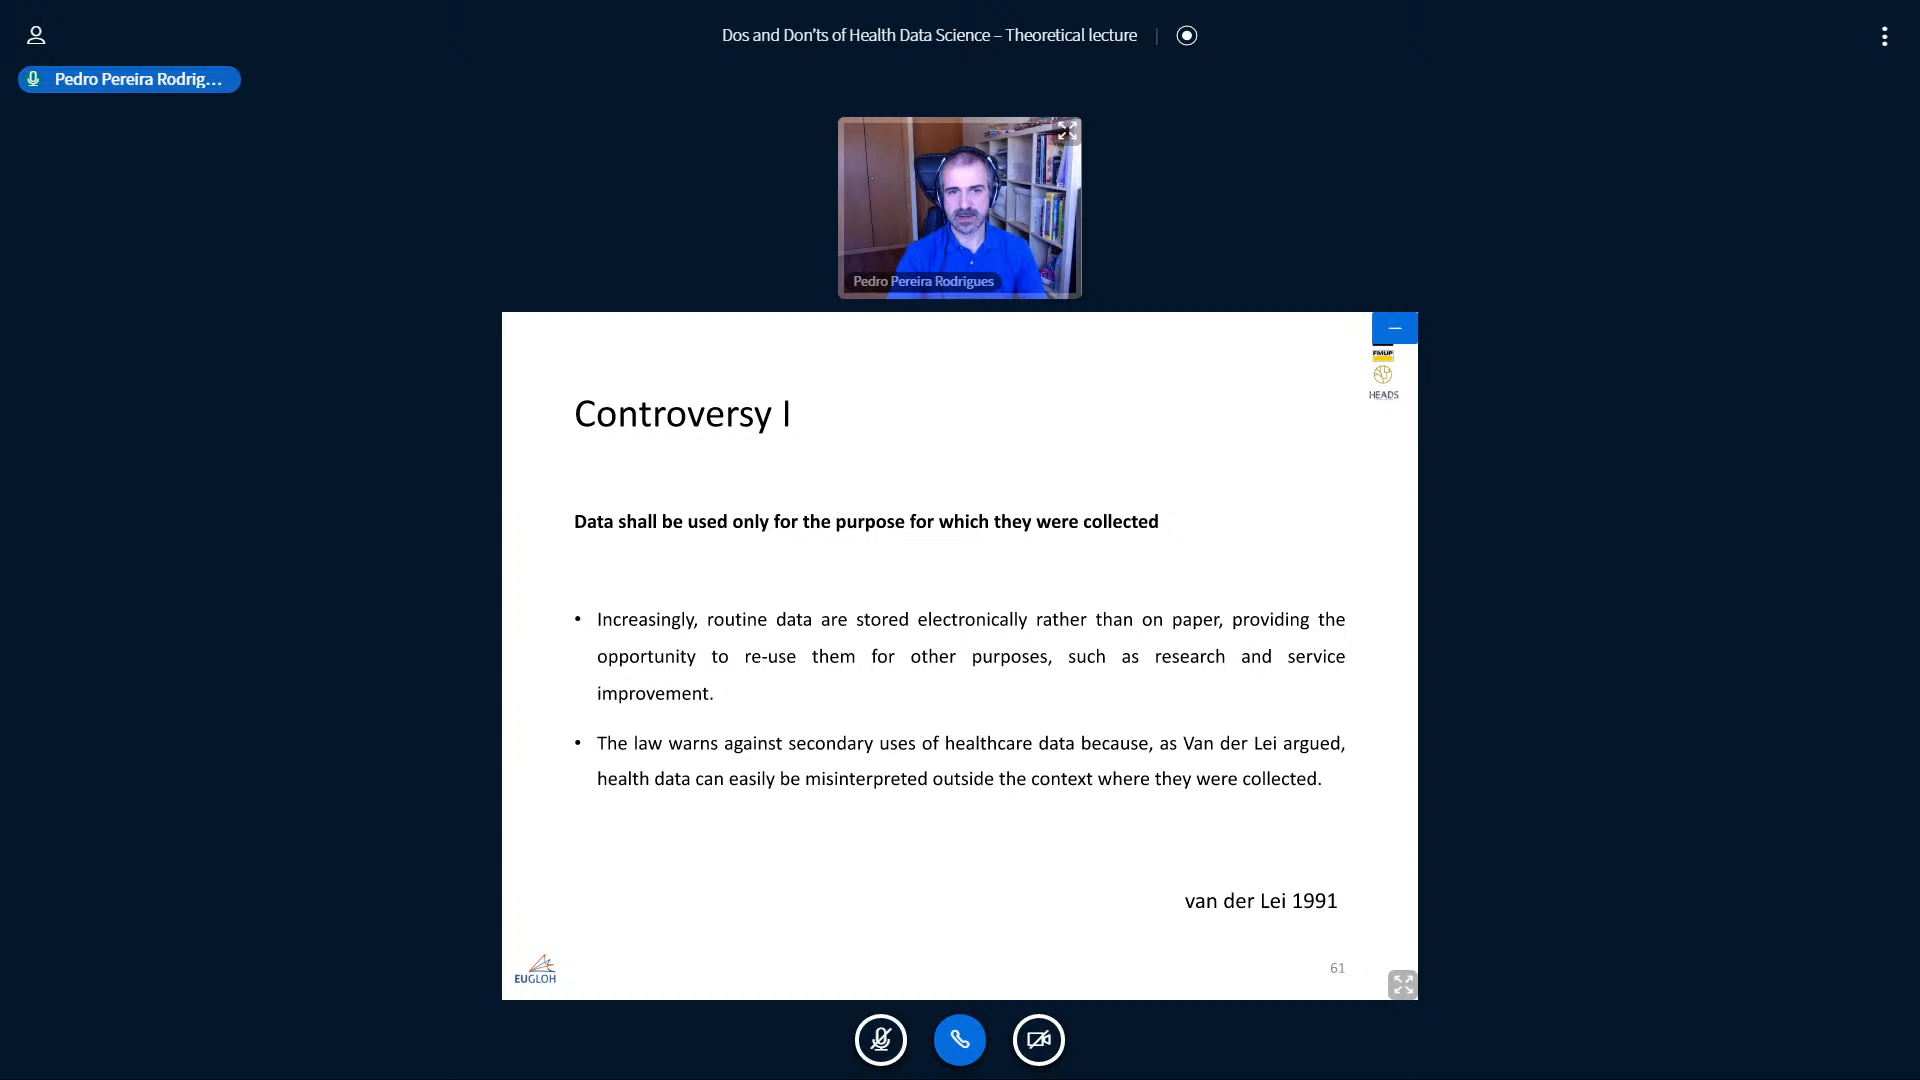 Dos and Don'ts of Health Data Science – Theoretical lecture
Pedro Pereira Rodrig...
Pedro Pereira Rodrigues
FMUP
HEADS
Controversy I
Data shall be used only for the purpose for which they were collected
• Increasingly, routine data are stored electronically rather than on paper, providing the
opportunity to re-use them for other purposes, such as research and service
improvement.
• The law warns against secondary uses of healthcare data because, as Van der Lei argued,
health data can easily be misinterpreted outside the context where they were collected.
van der Lei 1991
EUGLOH
61